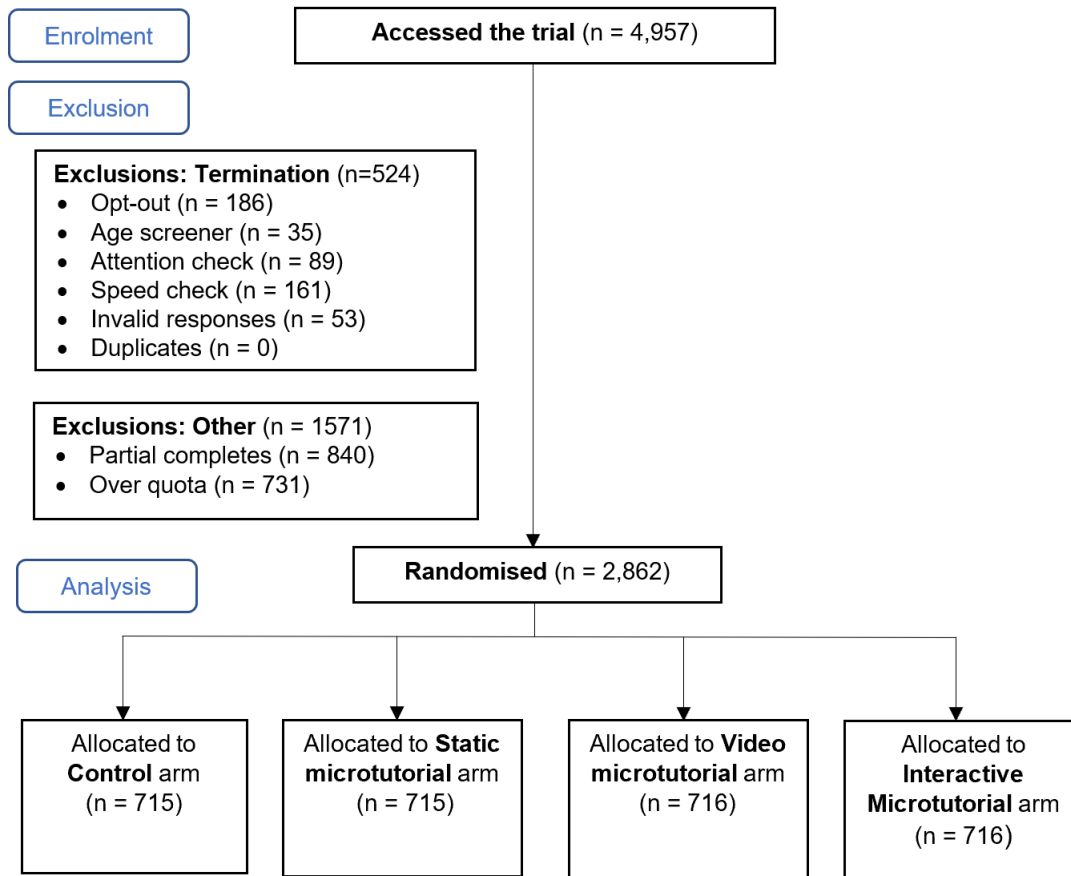 Enrolment
Accessed the trial (n = 4,957)
Exclusion
Exclusions: Termination (n=524)
• Opt-out (n = 186)
• Age screener (n = 35)
• Attention check (n = 89)
• Speed check (n = 161)
• Invalid responses (n = 53)
• Duplicates (n = 0)
Exclusions: Other (n = 1571)
• Partial completes (n = 840)
• Over quota (n = 731)
Randomised (n = 2,862)
Analysis
Allocated to
Control arm
(n = 715)
Allocated to Static
microtutorial arm
(n = 715)
Allocated to Video
microtutorial arm
(n = 716)
Allocated to
Interactive
Microtutorial arm
(n = 716)